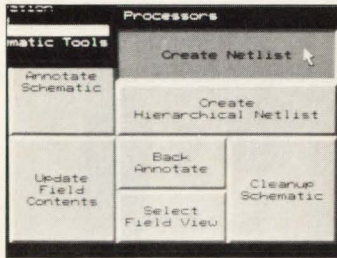 Processors
matic Tools
Create Netlist
Annotate
Schematic
Create
Hierarchical Netlist
Update
Field
Contents
Back
Annotate
Select
Field View
Cleanup
Schematic